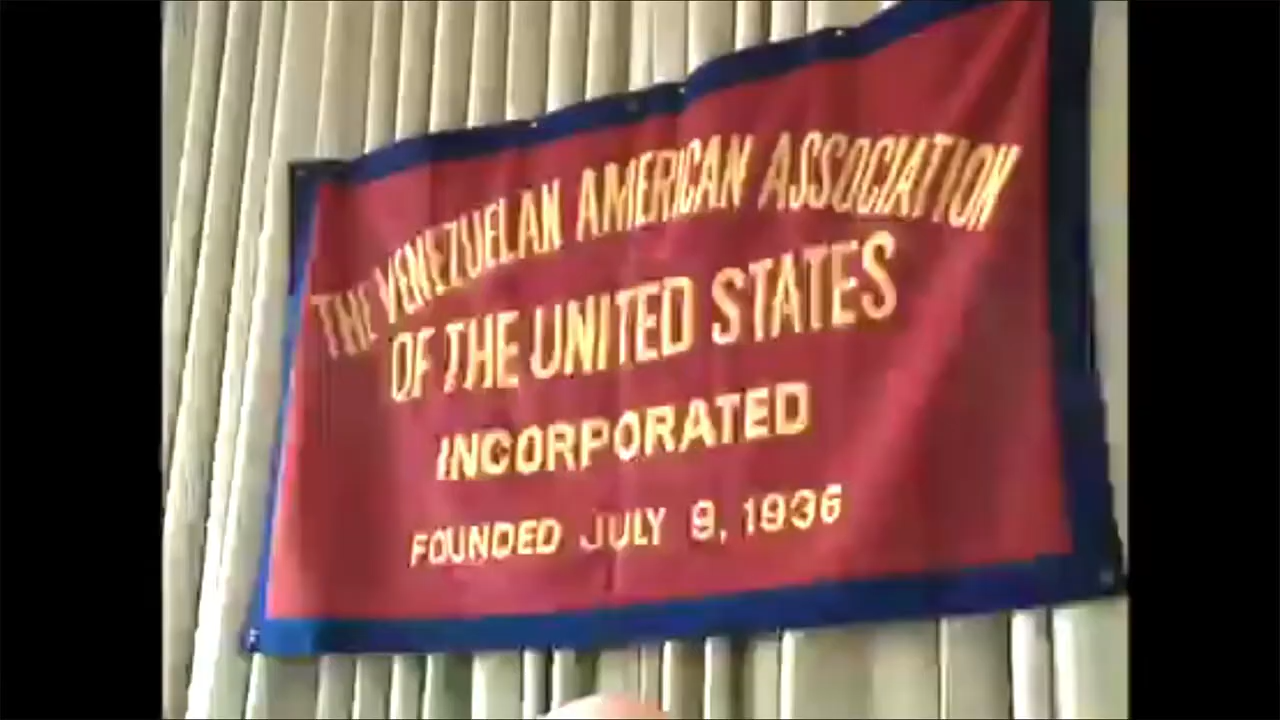 THE VENEZUELAN AMERICAN ASSOCIATION
OF THE UNITED STATES
INCORPORATED
FOUNDED JULY 9, 1936